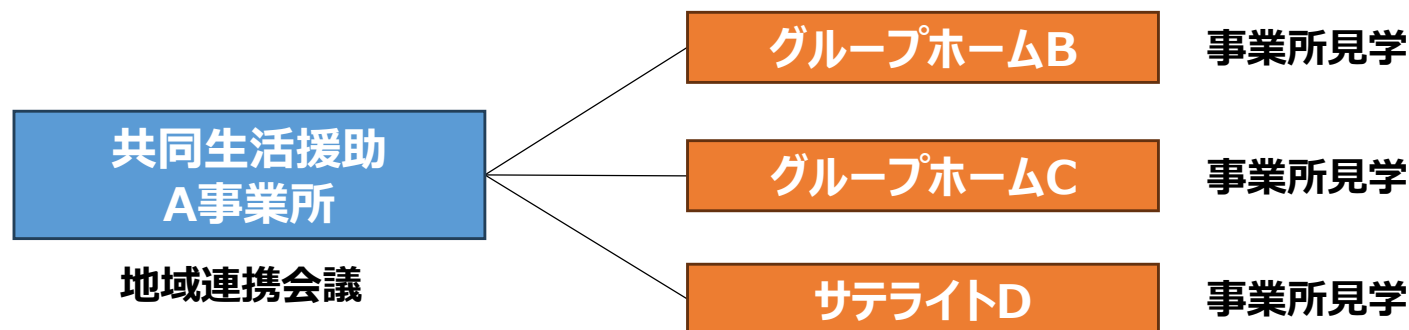 グループホームB
事業所見学
共同生活援助
A事業所
グループホームC
事業所見学
地域連携会議
サテライトD
事業所見学